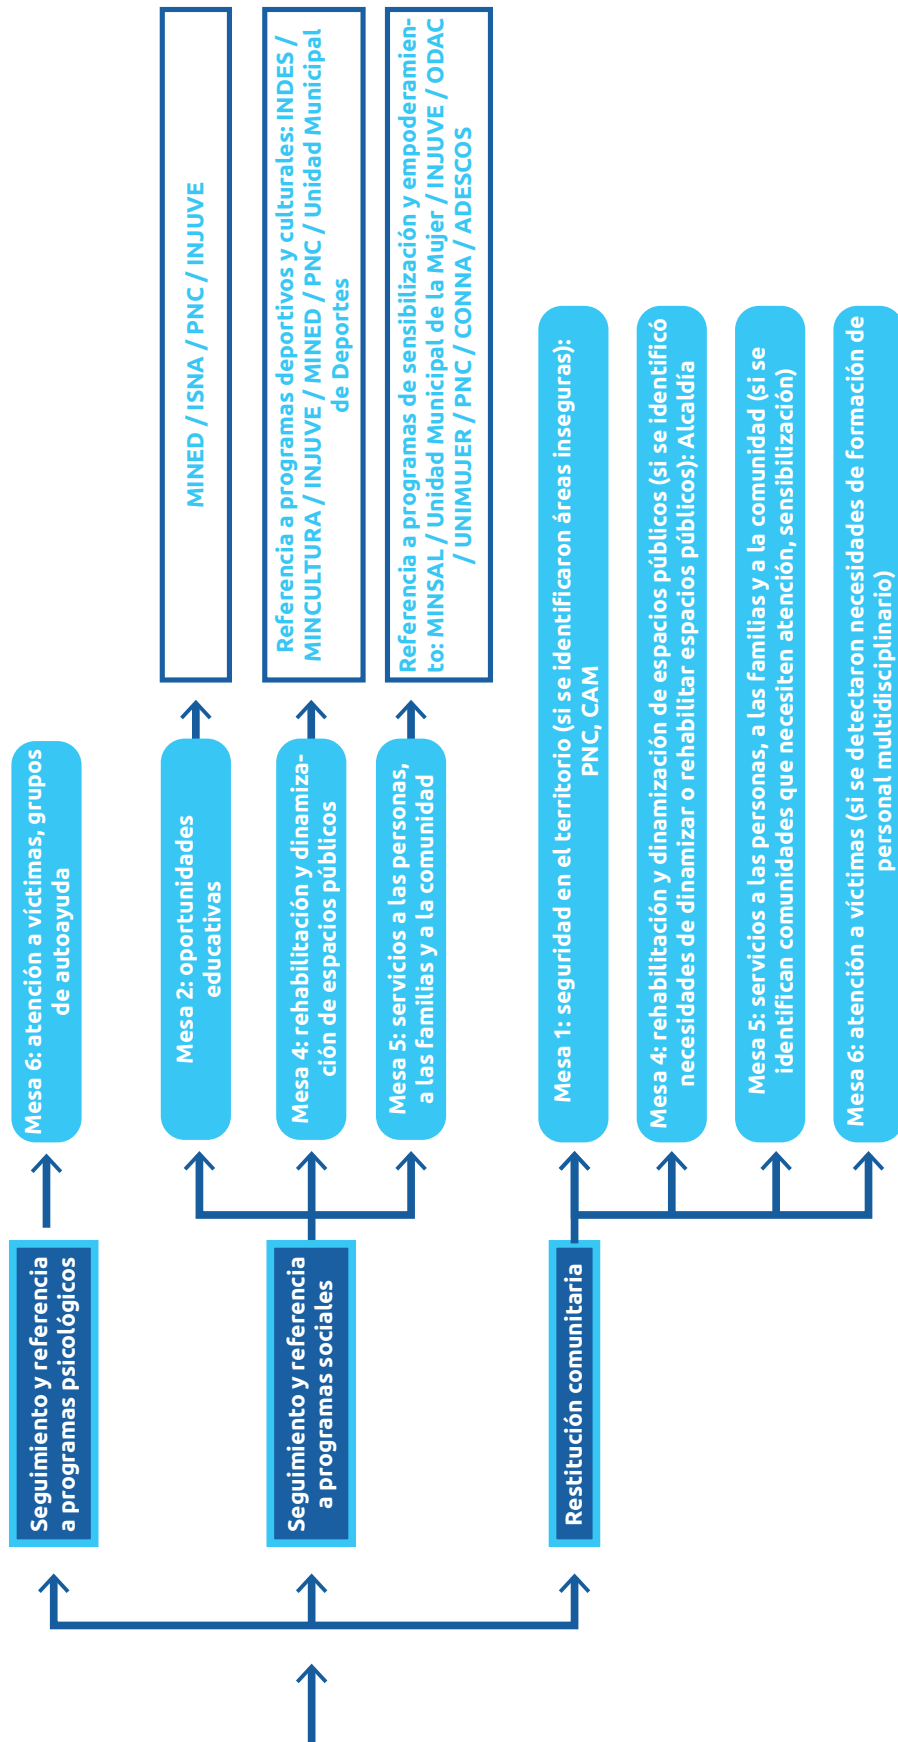 Seguimiento y referencia
a programas psicológicos
Mesa 6: atención a víctimas, grupos
de autoayuda
Seguimiento y referencia
a programas sociales
Mesa 2: oportunidades
educativas
MINED / ISNA / PNC / INJUVE
Mesa 4: rehabilitación y dinamiza-
ción de espacios públicos
Referencia a programas deportivos y culturales: INDES /
MINCULTURA / INJUVE / MINED / PNC / Unidad Municipal
de Deportes
Mesa 5: servicios a las personas,
a las familias y a la comunidad
Referencia a programas de sensibilización y empoderamien-
to: MINSAL / Unidad Municipal de la Mujer / INJUVE / ODAC
/ UNIMUJER / PNC / CONNA / ADESCOS
Restitución comunitaria
Mesa 1: seguridad en el territorio (si se identificaron áreas inseguras):
PNC, CAM
Mesa 4: rehabilitación y dinamización de espacios públicos (si se identificó
necesidades de dinamizar o rehabilitar espacios públicos): Alcaldía
Mesa 5: servicios a las personas, a las familias y a la comunidad (si se
identifican comunidades que necesiten atención, sensibilización)
Mesa 6: atención a víctimas (si se detectaron necesidades de formación de
personal multidisciplinario)